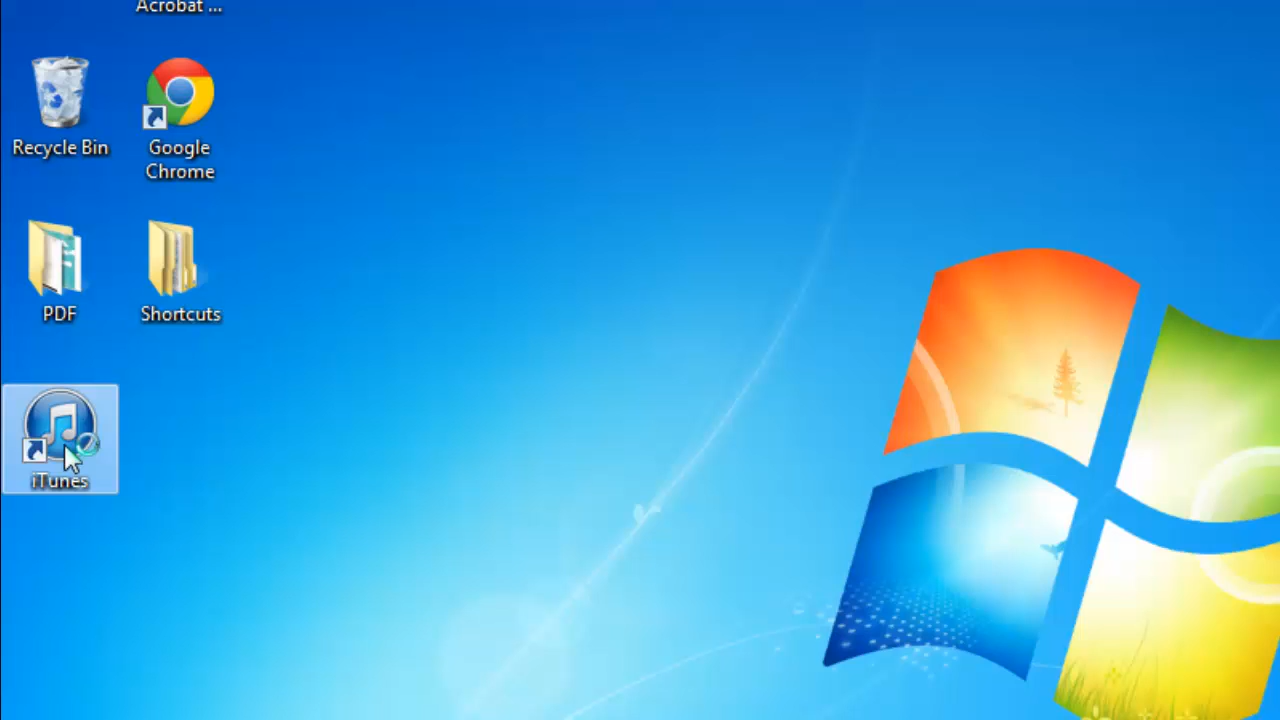 Acrobat ...
Recycle Bin
Google
Chrome
PDF
Shortcuts
iTunes